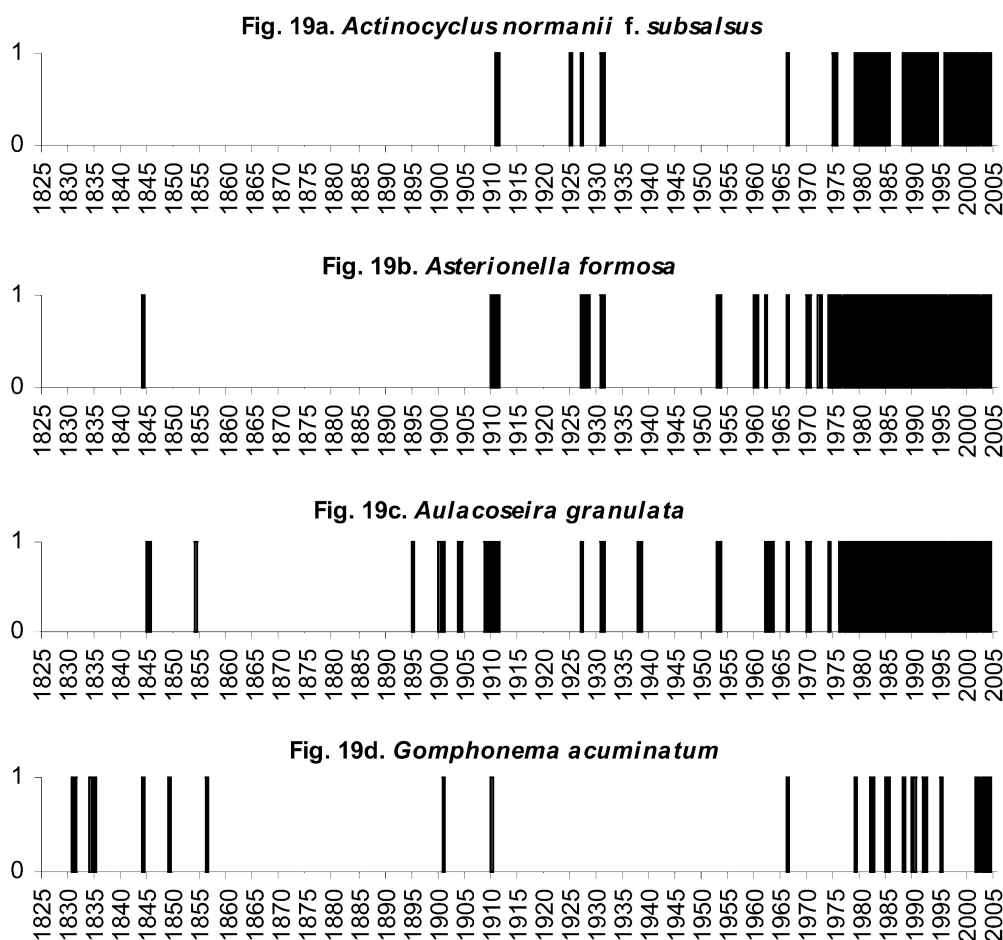 Fig. 19a. Actinocyclus normanii f. subsalsus
1
0
1825 1830 1835 1840 1845 1850 1855 1860 1865 1870 1875 1880 1885 1890 1895 1900 1905 1910 1915 1920 1925 1930 1935 1940 1945 1950 1955 1960 1965 1970 1975 1980 1985 1990 1995 2000 2005
Fig. 19b. Asterionella formosa
1
0
1825 1830 1835 1840 1845 1850 1855 1860 1865 1870 1875 1880 1885 1890 1895 1900 1905 1910 1915 1920 1925 1930 1935 1940 1945 1950 1955 1960 1965 1970 1975 1980 1985 1990 1995 2000 2005
Fig. 19c. Aulacoseira granulata
1
0
1825 1830 1835 1840 1845 1850 1855 1860 1865 1870 1875 1880 1885 1890 1895 1900 1905 1910 1915 1920 1925 1930 1935 1940 1945 1950 1955 1960 1965 1970 1975 1980 1985 1990 1995 2000 2005
Fig. 19d. Gomphonema acuminatum
1
0
1825 1830 1835 1840 1845 1850 1855 1860 1865 1870 1875 1880 1885 1890 1895 1900 1905 1910 1915 1920 1925 1930 1935 1940 1945 1950 1955 1960 1965 1970 1975 1980 1985 1990 1995 2000 2005